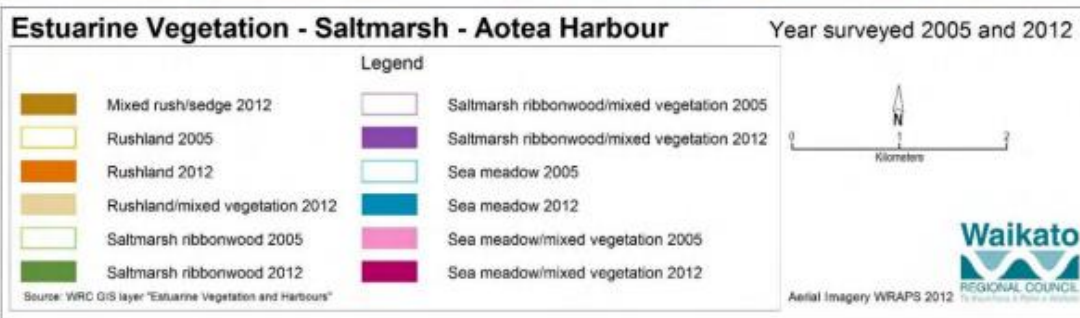 Estuarine Vegetation - Saltmarsh - Aotea Harbour
Year surveyed 2005 and 2012
Legend
Mixed rush/sedge 2012
Rushland 2005
Rushland 2012
Rushland/mixed vegetation 2012
Saltmarsh ribbonwood 2005
Saltmarsh ribbonwood 2012
Saltmarsh ribbonwood/mixed vegetation 2005
Saltmarsh ribbonwood/mixed vegetation 2012
Sea meadow 2005
Sea meadow 2012
Sea meadow/mixed vegetation 2005
Sea meadow/mixed vegetation 2012
Source: WRC GIS layer "Estuarine Vegetation and Harbours"
N
0 1 2
Kilometers
Aerial Imagery WRAPS 2012
Waikato
REGIONAL COUNCIL